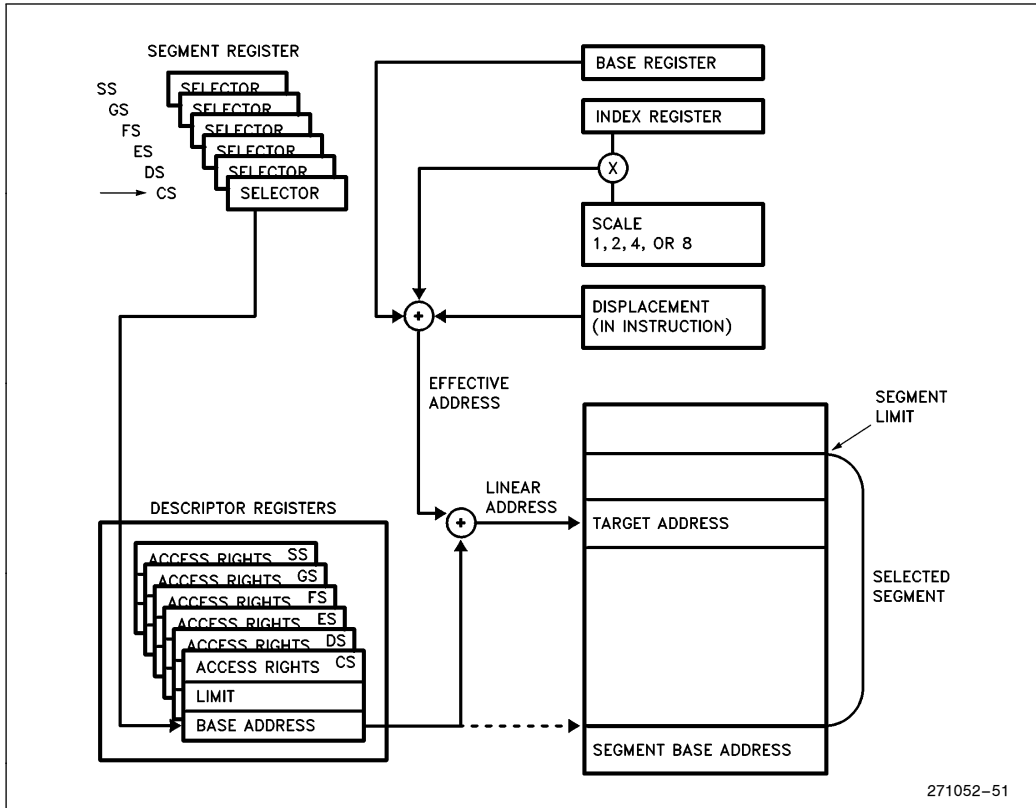 SEGMENT REGISTER
SS
SELECTOR
GS
SELECTOR
FS
SELECTOR
ES
SELECTOR
DS
SELECTOR
CS
SELECTOR
BASE REGISTER
INDEX REGISTER
X
SCALE
1, 2, 4, OR 8
+
DISPLACEMENT
(IN INSTRUCTION)
EFFECTIVE
ADDRESS
SEGMENT
LIMIT
LINEAR
ADDRESS
+
TARGET ADDRESS
SELECTED
SEGMENT
DESCRIPTOR REGISTERS
ACCESS RIGHTS SS
ACCESS RIGHTS GS
ACCESS RIGHTS FS
ACCESS RIGHTS ES
ACCESS RIGHTS DS
ACCESS RIGHTS CS
LIMIT
BASE ADDRESS
SEGMENT BASE ADDRESS
271052–51